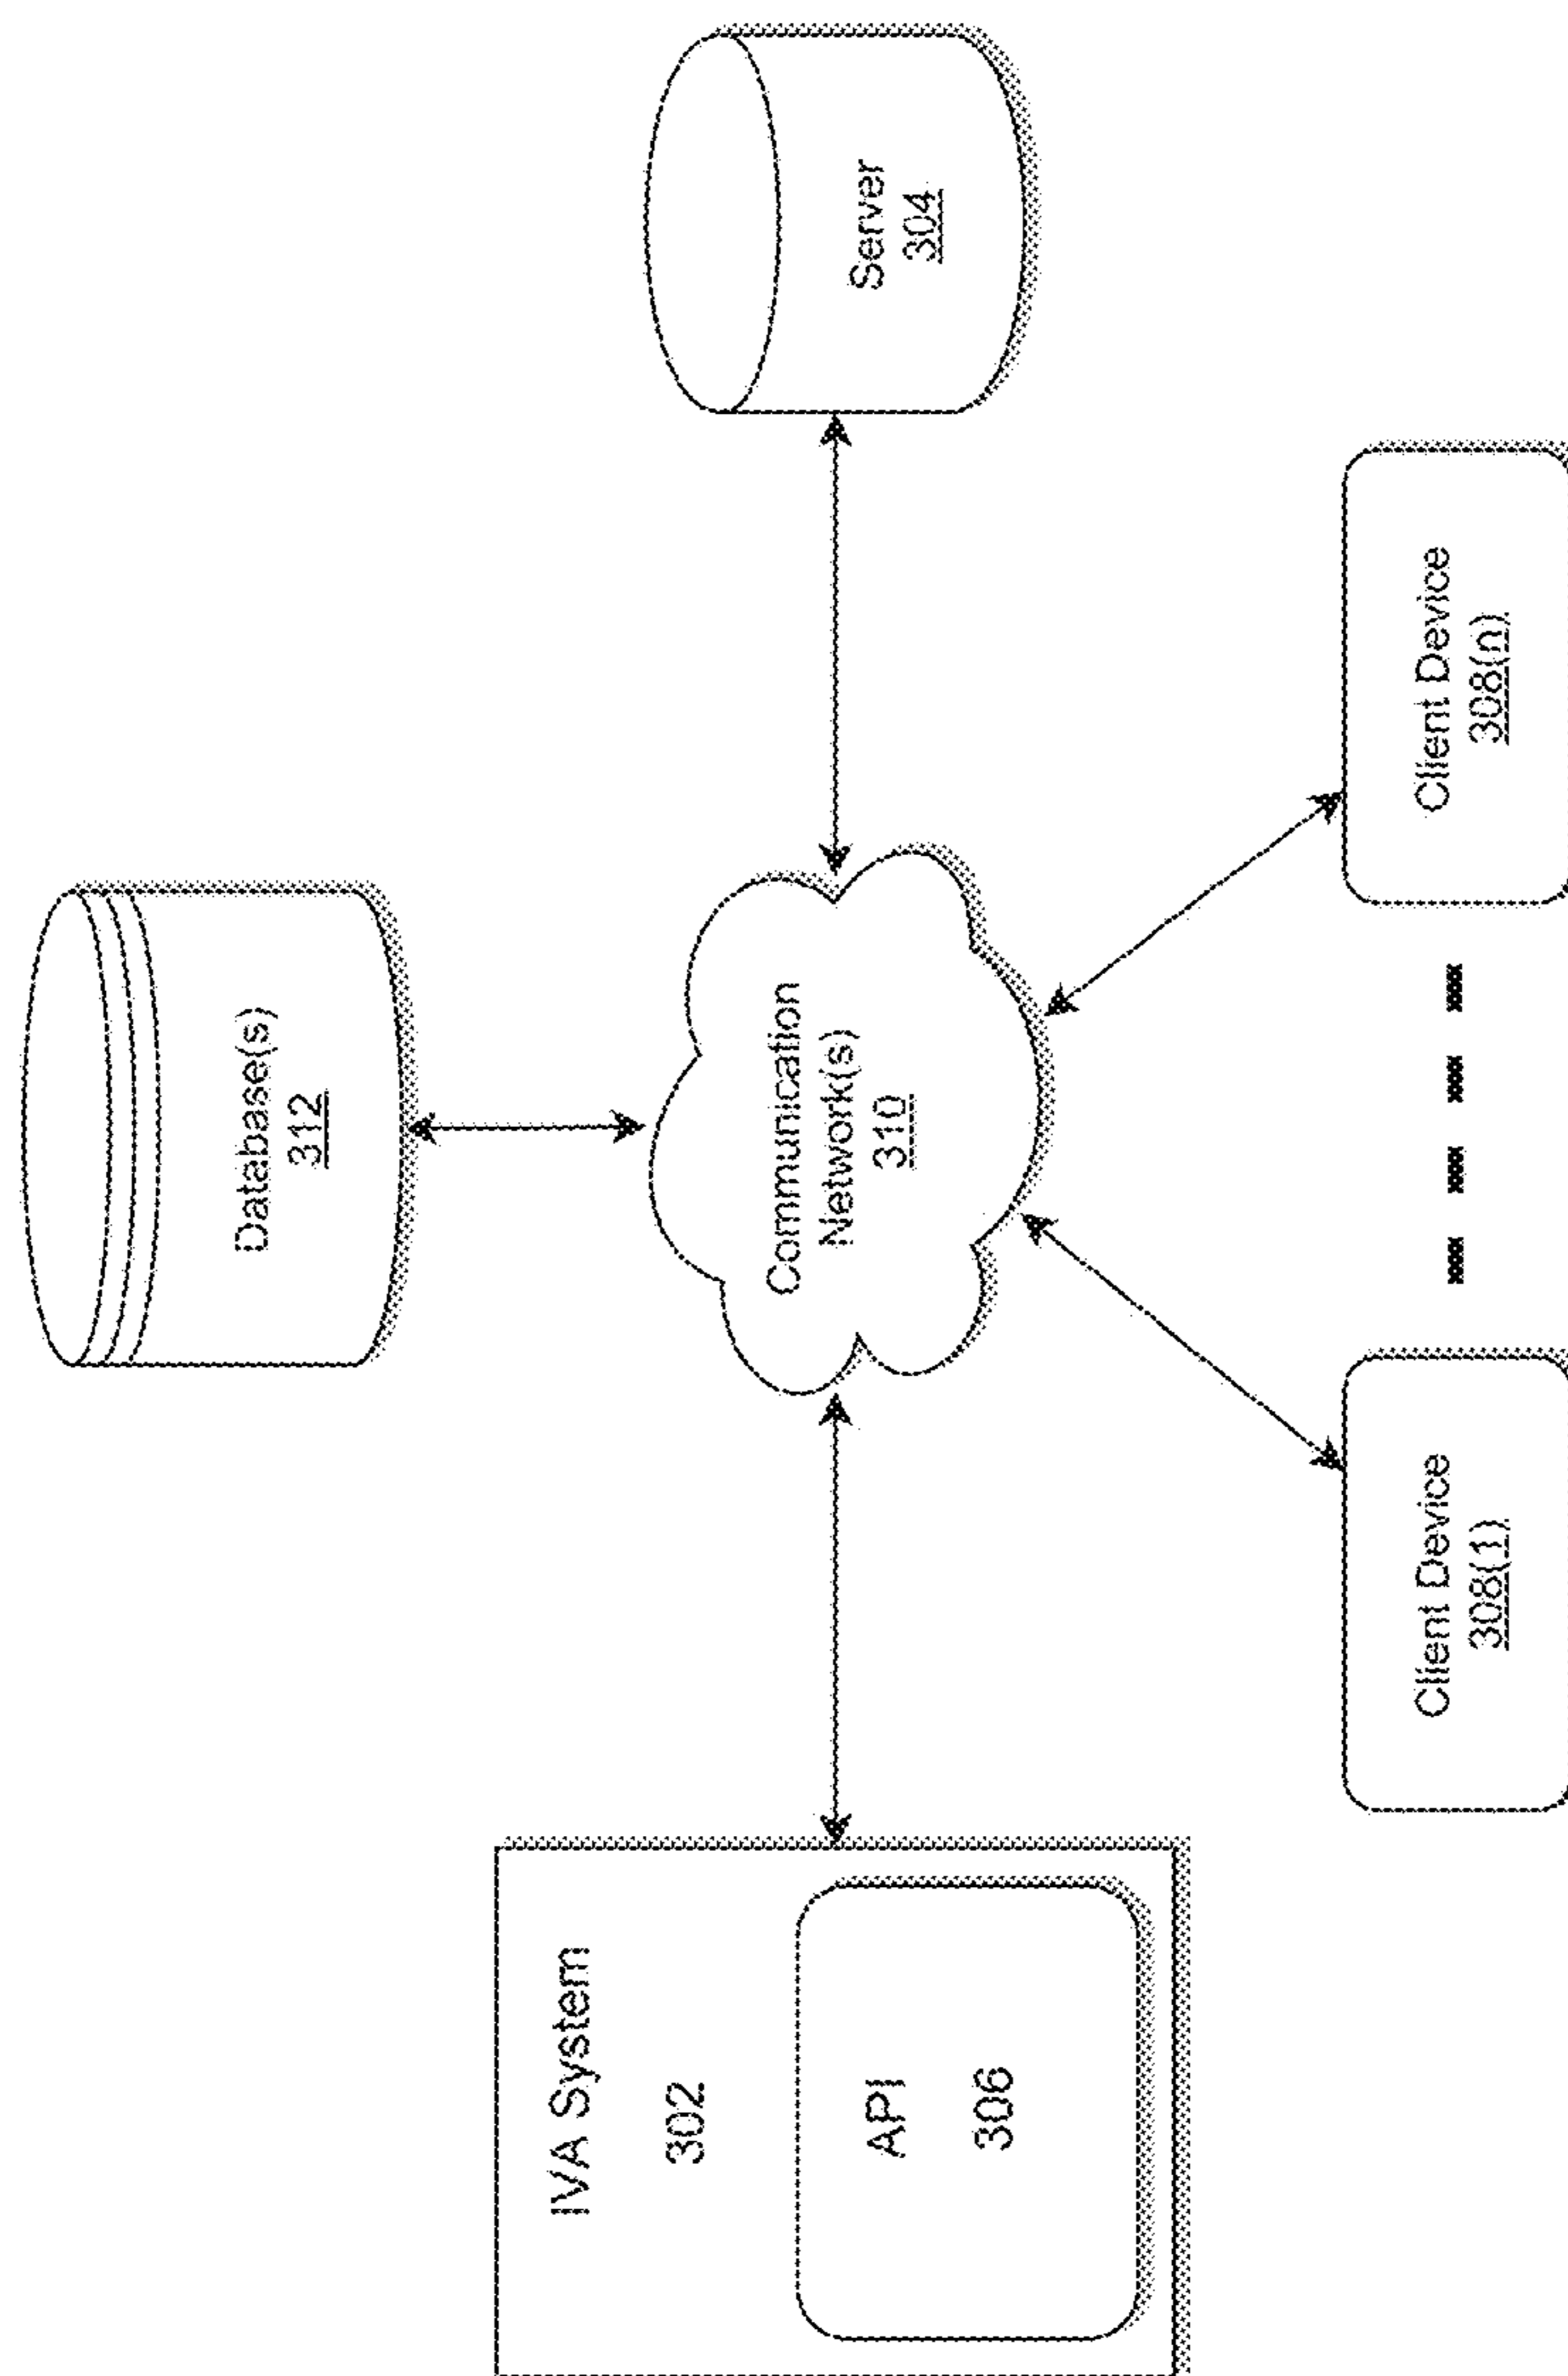 Database(s)
312
IVA System
302
API
306
Communication
Network(s)
310
Server
304
Client Device
308(1)
Client Device
308(n)